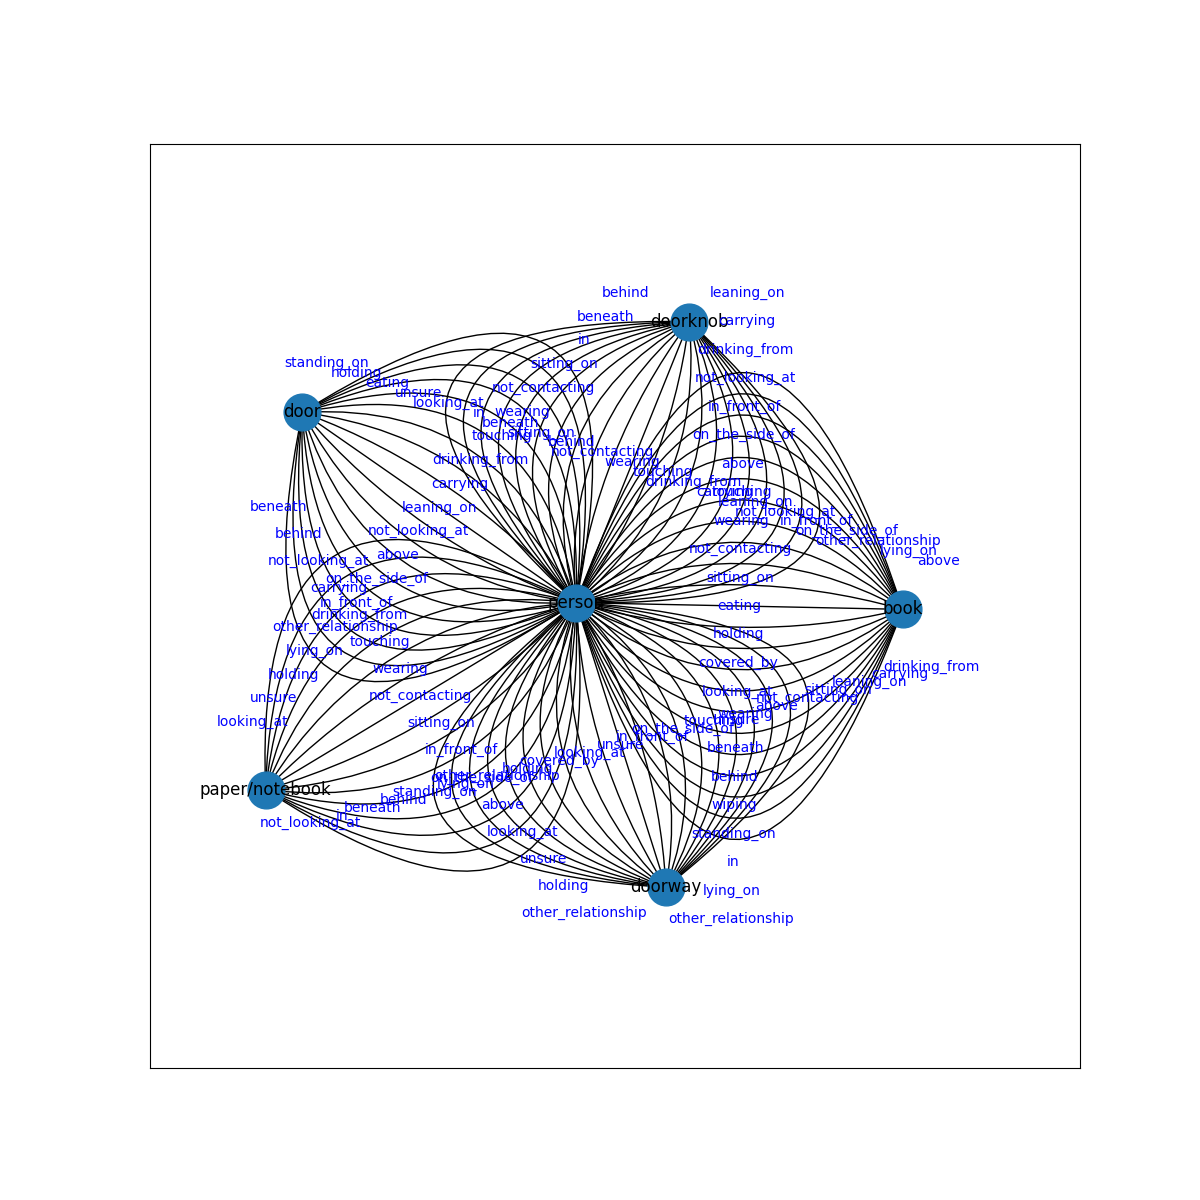 behind
leaning_on
beneath
doorknob
carrying
in
drinking_from
standing_on
sitting_on
holding
eating
not_looking_at
unsure
not_contacting
looking_at
in_front_of
door
in
wearing
beneath
touching
sitting_on
on_the_side_of
behind
not_contacting
drinking_from
wearing
above
touching
carrying
drinking_from
carrying
touching
leaning_on
leaning_on
beneath
not_looking_at
wearing
in_front_of
not_looking_at
behind
on_the_side_of
other_relationship
above
not_contacting
lying_on
not_looking_at
above
on_the_side_of
sitting_on
carrying
in_front_of
person
eating
book
drinking_from
other_relationship
holding
touching
lying_on
wearing
covered_by
drinking_from
holding
carrying
leaning_on
unsure
not_contacting
looking_at
sitting_on
not_contacting
above
looking_at
sitting_on
wearing
touching
unsure
on_the_side_of
in_front_of
unsure
in_front_of
looking_at
beneath
covered_by
holding
other_relationship
on_the_side_of
behind
lying_on
paper/notebook
standing_on
behind
above
wiping
beneath
in
not_looking_at
looking_at
standing_on
unsure
in
holding
doorway
lying_on
other_relationship
other_relationship